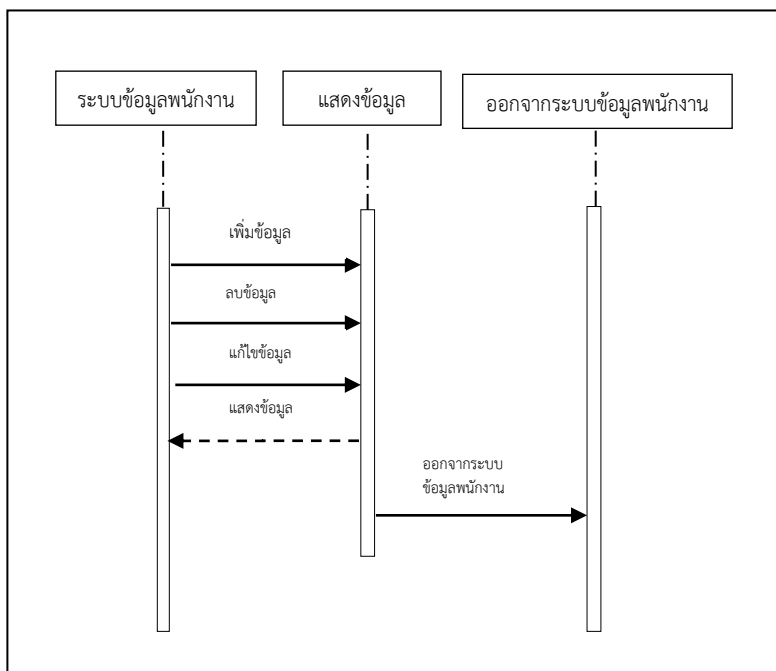 ระบบข้อมูลพนักงาน
แสดงข้อมูล
ออกจากระบบข้อมูลพนักงาน
เพิ่มข้อมูล
ลบข้อมูล
แก้ไขข้อมูล
แสดงข้อมูล
ออกจากระบบ
ข้อมูลพนักงาน